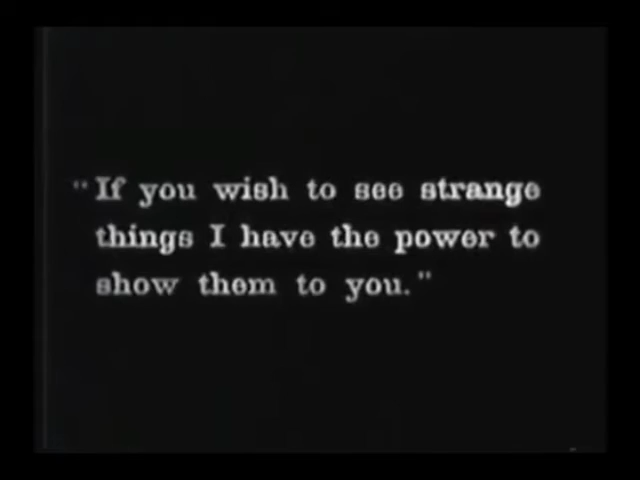 "If you wish to see strange
things I have the power to
show them to you."